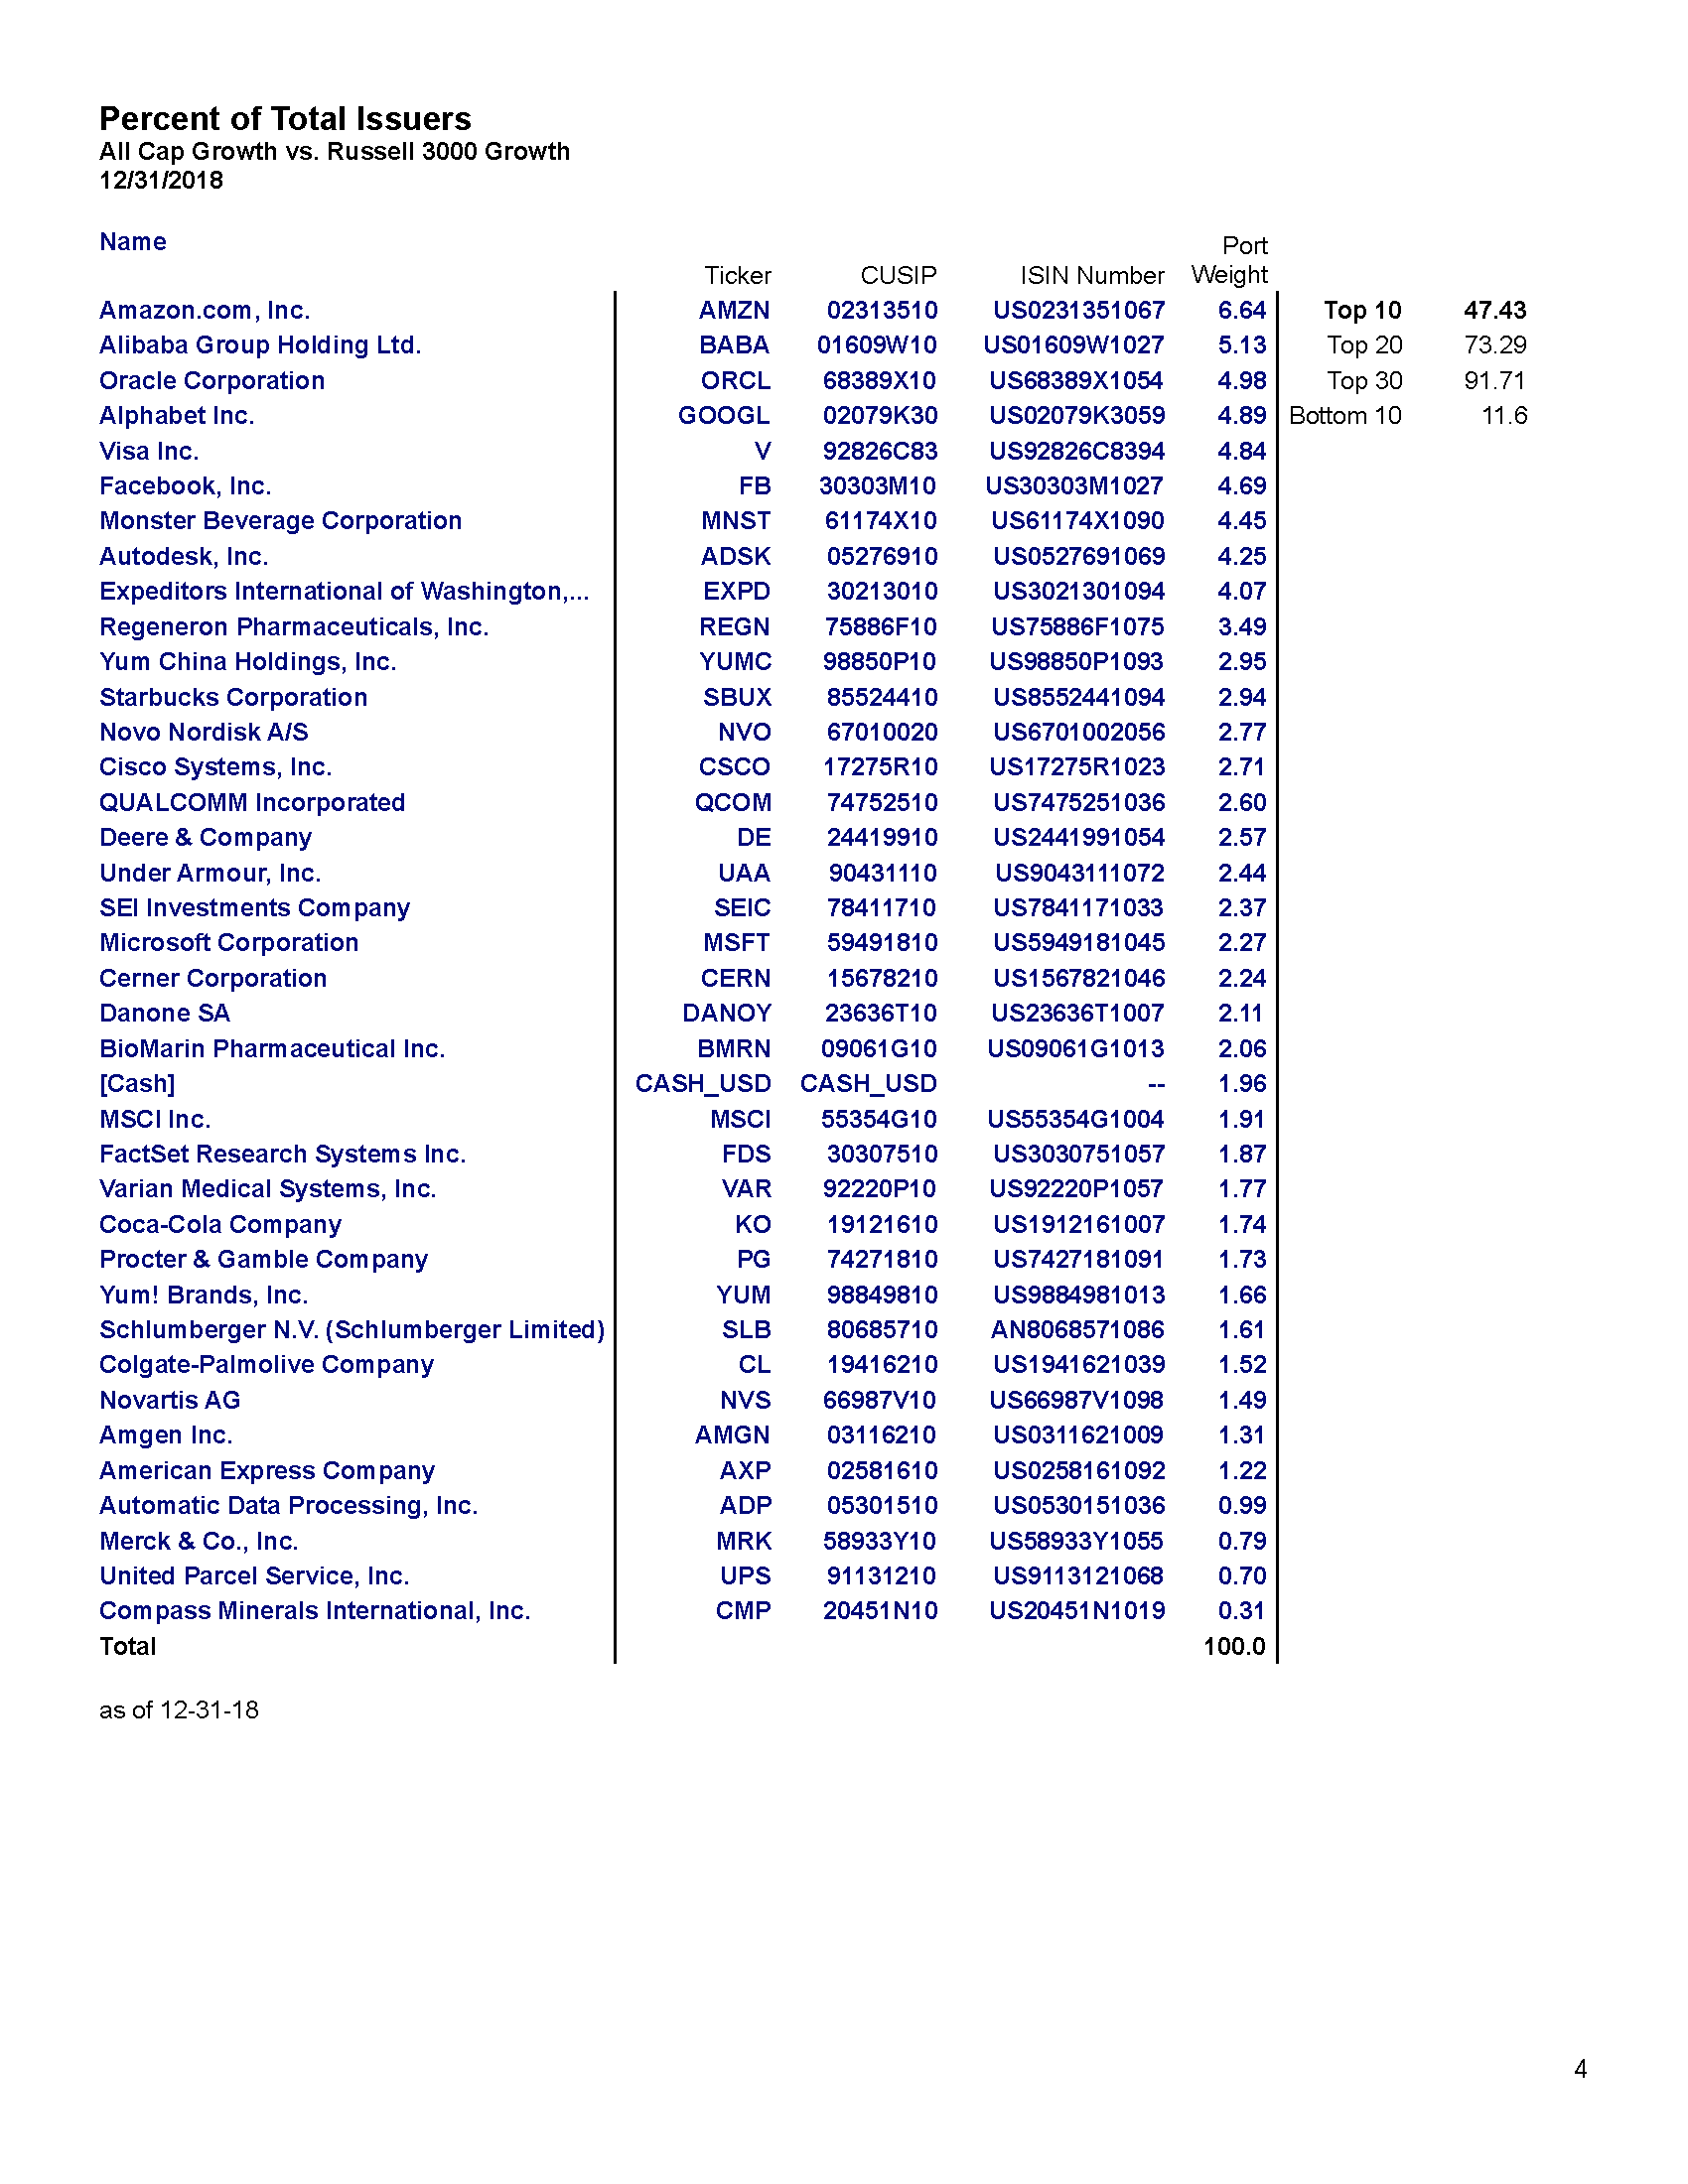 Percent of Total Issuers
All Cap Growth vs. Russell 3000 Growth
12/31/2018
Name Ticker CUSIP ISIN Number Port Weight
Amazon.com, Inc. AMZN 02313510 US0231351067 6.64 Top 10 47.43
Alibaba Group Holding Ltd. BABA 01609W10 US01609W1027 5.13 Top 20 73.29
Oracle Corporation ORCL 68389X10 US68389X1054 4.98 Top 30 91.71
Alphabet Inc. GOOGL 02079K30 US02079K3059 4.89 Bottom 10 11.6
Visa Inc. V 92826C83 US92826C8394 4.84
Facebook, Inc. FB 30303M10 US30303M1027 4.69
Monster Beverage Corporation MNST 61174X10 US61174X1090 4.45
Autodesk, Inc. ADSK 05276910 US0527691069 4.25
Expeditors International of Washington,... EXPD 30213010 US3021301094 4.07
Regeneron Pharmaceuticals, Inc. REGN 75886F10 US75886F1075 3.49
Yum China Holdings, Inc. YUMC 98850P10 US98850P1093 2.95
Starbucks Corporation SBUX 85524410 US8552441094 2.94
Novo Nordisk A/S NVO 67010020 US6701002056 2.77
Cisco Systems, Inc. CSCO 17275R10 US17275R1023 2.71
QUALCOMM Incorporated QCOM 74752510 US7475251036 2.60
Deere & Company DE 24419910 US2441991054 2.57
Under Armour, Inc. UAA 90431110 US9043111072 2.44
SEI Investments Company SEIC 78411710 US7841171033 2.37
Microsoft Corporation MSFT 59491810 US5949181045 2.27
Cerner Corporation CERN 15678210 US1567821046 2.24
Danone SA DANOY 23636T10 US23636T1007 2.11
BioMarin Pharmaceutical Inc. BMRN 09061G10 US09061G1013 2.06
[Cash] CASH_USD CASH_USD -- 1.96
MSCI Inc. MSCI 55354G10 US55354G1004 1.91
FactSet Research Systems Inc. FDS 30307510 US3030751057 1.87
Varian Medical Systems, Inc. VAR 92220P10 US92220P1057 1.77
Coca-Cola Company KO 19121610 US1912161007 1.74
Procter & Gamble Company PG 74271810 US7427181091 1.73
Yum! Brands, Inc. YUM 98849810 US9884981013 1.66
Schlumberger N.V. (Schlumberger Limited) SLB 80685710 AN8068571086 1.61
Colgate-Palmolive Company CL 19416210 US1941621039 1.52
Novartis AG NVS 66987V10 US66987V1098 1.49
Amgen Inc. AMGN 03116210 US0311621009 1.31
American Express Company AXP 02581610 US0258161092 1.22
Automatic Data Processing, Inc. ADP 05301510 US0530151036 0.99
Merck & Co., Inc. MRK 58933Y10 US58933Y1055 0.79
United Parcel Service, Inc. UPS 91131210 US9113121068 0.70
Compass Minerals International, Inc. CMP 20451N10 US20451N1019 0.31
Total 100.0
as of 12-31-18
4